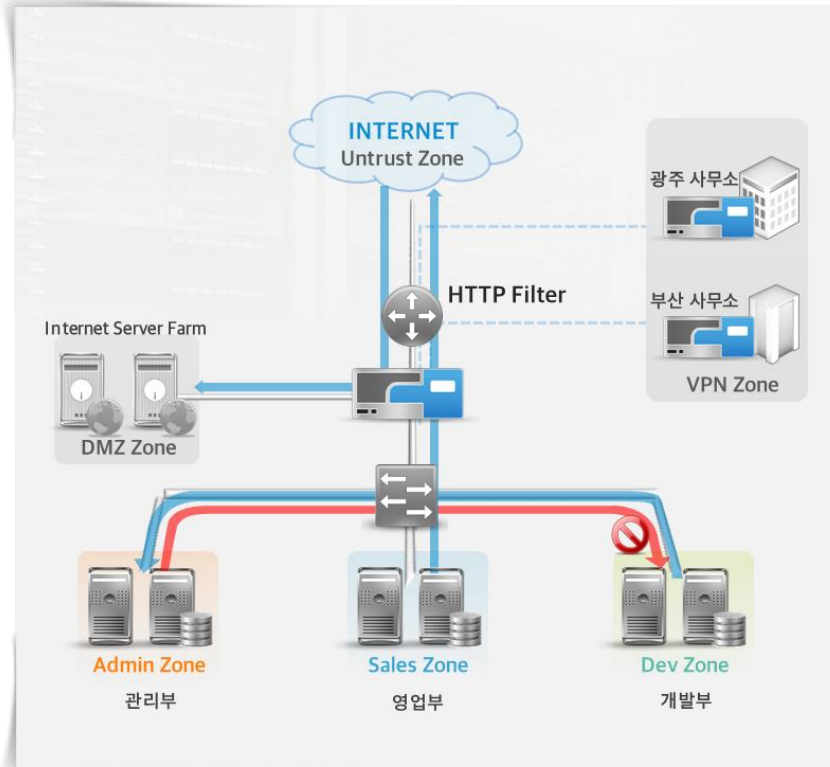 INTERNET
Untrust Zone
광주 사무소
HTTP Filter
부산 사무소
Internet Server Farm
VPN Zone
DMZ Zone
Admin Zone
Sales Zone
Dev Zone
관리부
영업부
개발부